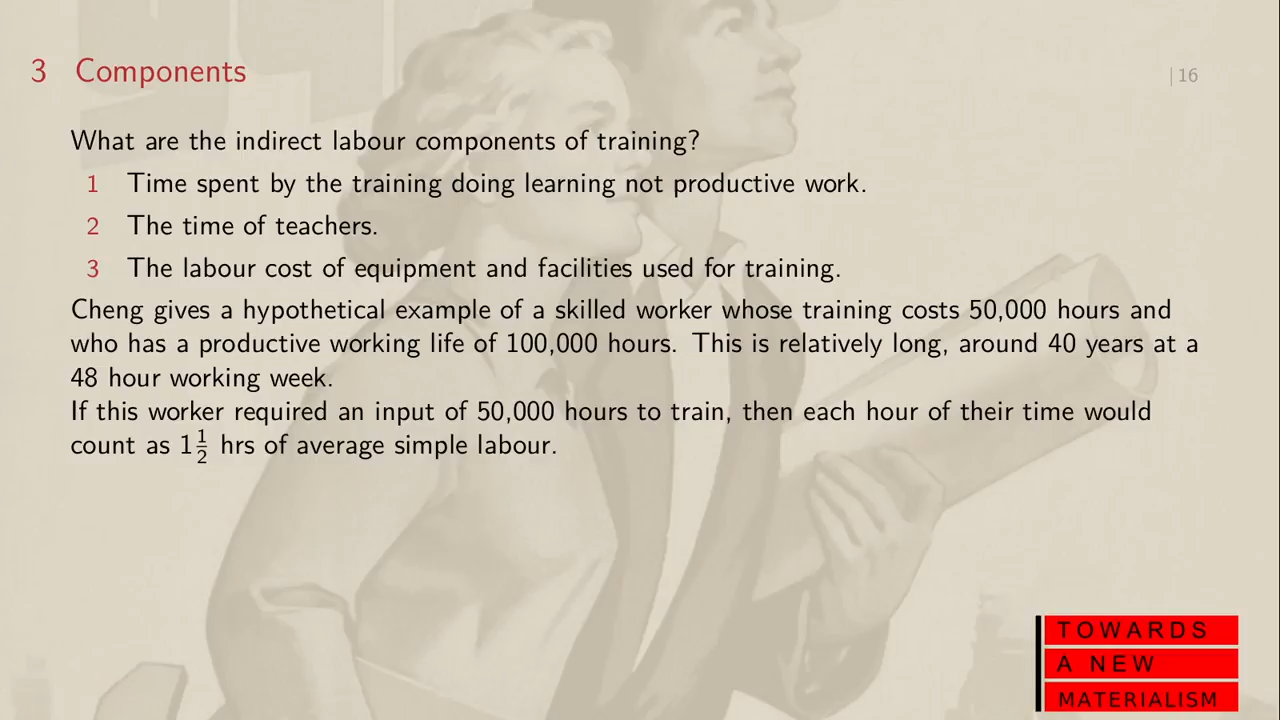 3 Components
| 16
What are the indirect labour components of training?
1 Time spent by the training doing learning not productive work.
2 The time of teachers.
3 The labour cost of equipment and facilities used for training.
Cheng gives a hypothetical example of a skilled worker whose training costs 50,000 hours and
who has a productive working life of 100,000 hours. This is relatively long, around 40 years at a
48 hour working week.
If this worker required an input of 50,000 hours to train, then each hour of their time would
count as 1 1/2 hrs of average simple labour.
TOWARDS
A NEW
MATERIALISM